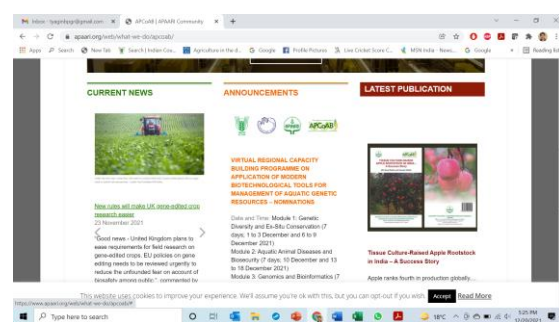 Inbox - tyagirdyqr@gmail.com
APCoAB | APAARI Community
apaari.org/web/what-we-do/apcoab/
Apps
Search
New Tab
Search | Indian Cou...
Agriculture in the d...
Google
Profile Pictures
Live Cricket Score C...
MSN India - News...
Google
Reading list
CURRENT NEWS
New rules will make UK gene-edited crop
research easier
23 November 2021
"Good news - United Kingdom plans to
ease requirements for field research on
gene-edited crops. EU policies on gene
editing needs to be reviewed urgently to
reduce the unfounded fear on account of
biosafety among public.", commented by
ANNOUNCEMENTS
APCoAB
VIRTUAL REGIONAL CAPACITY
BUILDING PROGRAMME ON
APPLICATION OF MODERN
BIOTECHNOLOGICAL TOOLS FOR
MANAGEMENT OF AQUATIC GENETIC
RESOURCES – NOMINATIONS
Date and Time: Module 1: Genetic
Diversity and Ex-Situ Conservation (7
days; 1 to 3 December and 6 to 9
December 2021)
Module 2: Aquatic Animal Diseases and
Biosecurity (7 days; 10 December and 13
to 18 December 2021)
Module 3: Genomics and Bioinformatics (7
LATEST PUBLICATION
Tissue Culture-Raised Apple Rootstock
in India – A Success Story
Apple ranks fourth in production globally...
This website uses cookies to improve your experience. We'll assume you're ok with this, but you can opt-out if you wish.
Accept
Read More
https://www.apaari.org/web/what-we-do/apcoab/#
Type here to search
18°C
5:25 PM